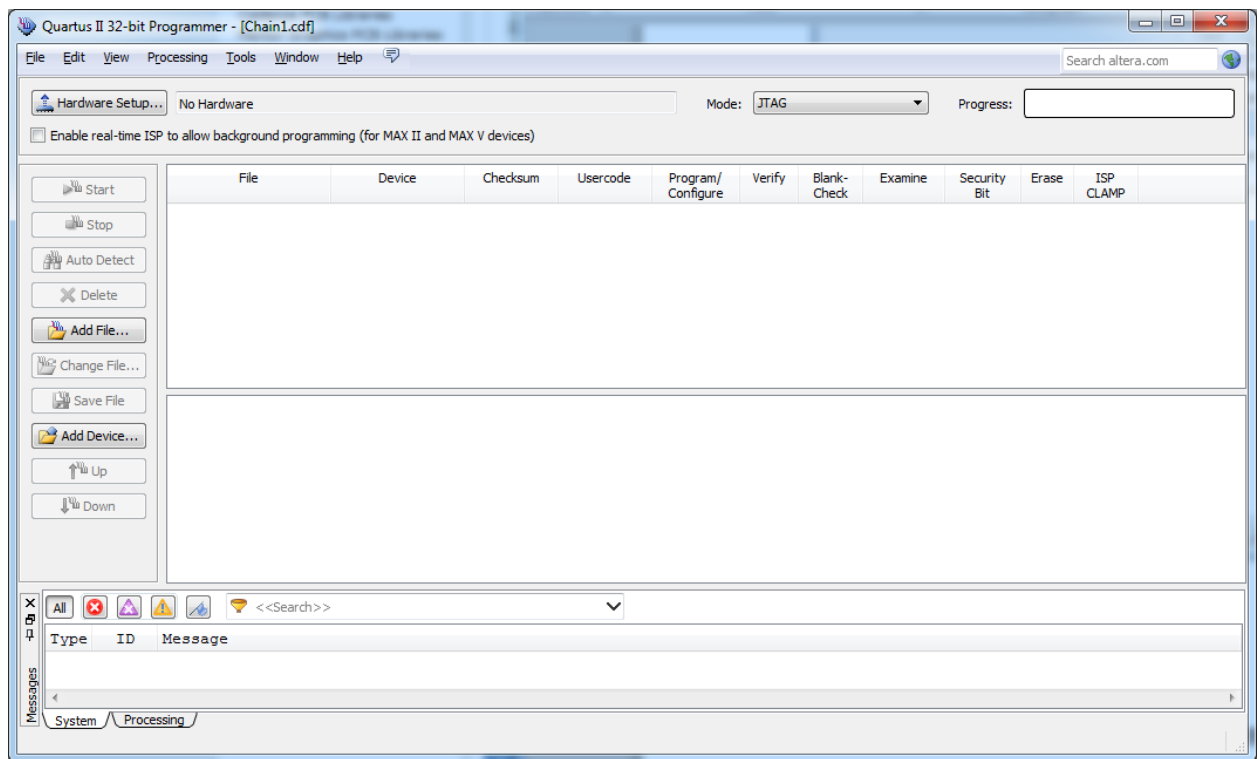 Quartus II 32-bit Programmer - [Chain1.cdf]
File Edit View Processing Tools Window Help
Search altera.com
Hardware Setup... No Hardware Mode: JTAG Progress:
Enable real-time ISP to allow background programming (for MAX II and MAX V devices)
File Device Checksum Usercode Program/ Configure Verify Blank- Check Examine Security Bit Erase ISP CLAMP
Start
Stop
Auto Detect
Delete
Add File...
Change File...
Save File
Add Device...
Up
Down
All <<Search>>
Type ID Message
Messages
System Processing